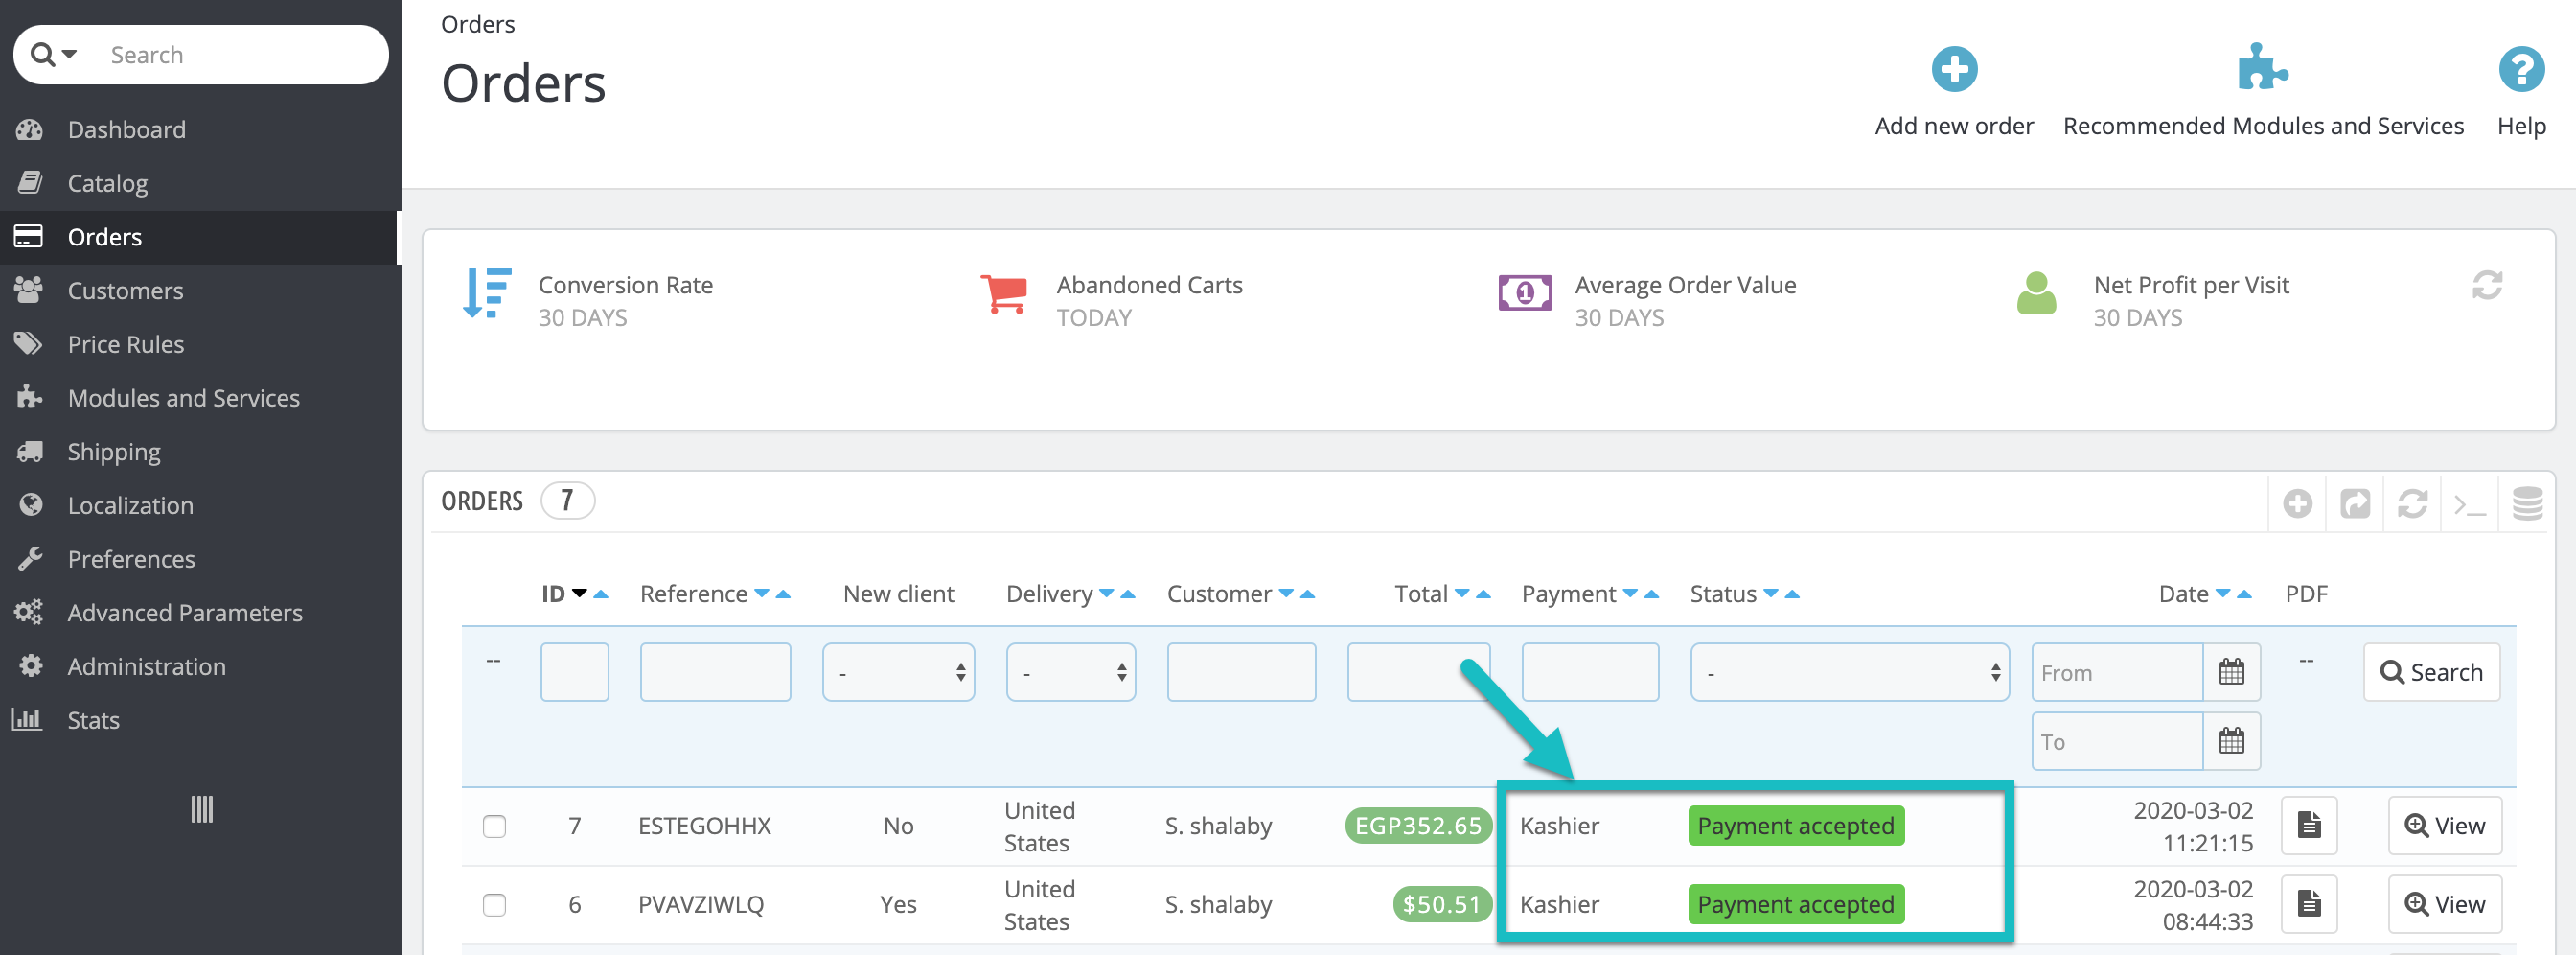 Search
Dashboard
Catalog
Orders
Customers
Price Rules
Modules and Services
Shipping
Localization
Preferences
Advanced Parameters
Administration
Stats
Orders
Orders
Add new order
Recommended Modules and Services
Help
Conversion Rate
30 DAYS
Abandoned Carts
TODAY
Average Order Value
30 DAYS
Net Profit per Visit
30 DAYS
ORDERS 7
ID Reference New client Delivery Customer Total Payment Status Date PDF
-- - - - From -- Search
To
7 ESTEGOHHX No United States S. shalaby EGP352.65 Kashier Payment accepted 2020-03-02 11:21:15 View
6 PVAVZIWLQ Yes United States S. shalaby $50.51 Kashier Payment accepted 2020-03-02 08:44:33 View